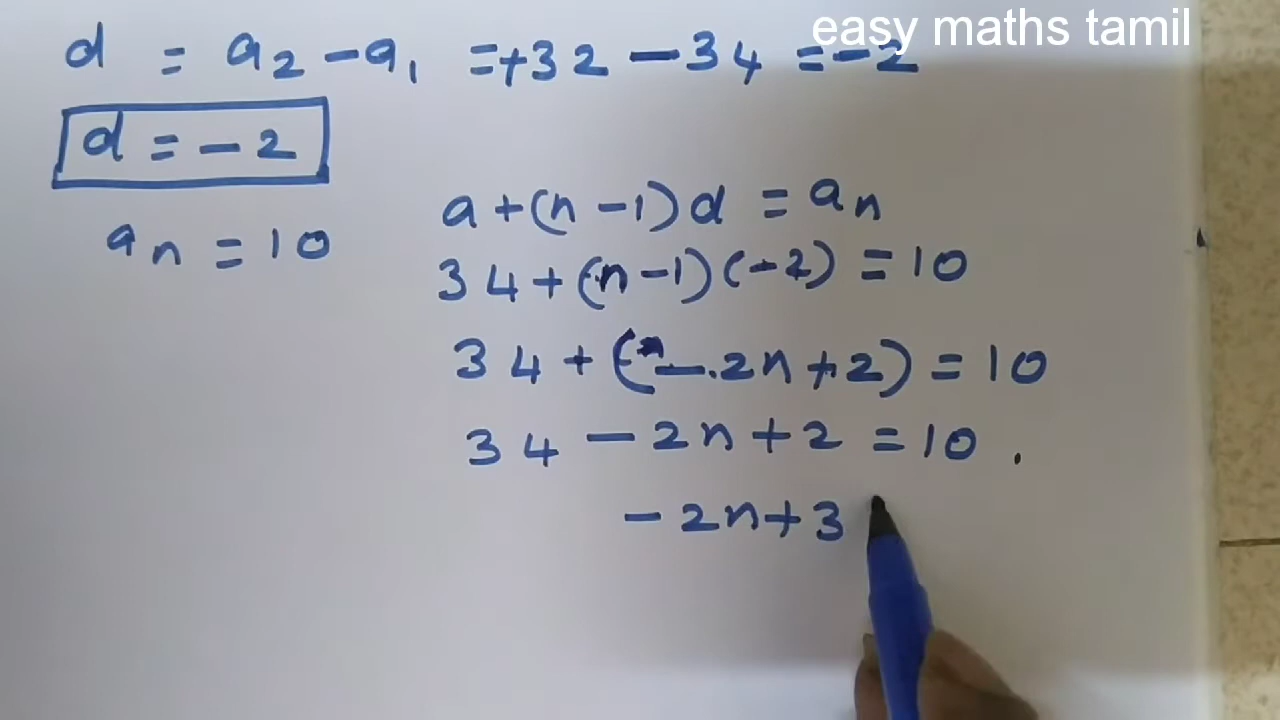 easy maths tamil
d = a₂ - a₁ = +32 - 34 = -2
d = -2
aₙ = 10
a + (n - 1) d = aₙ
34 + (n - 1) (-2) = 10
34 + ( - 2n + 2) = 10
34 - 2n + 2 = 10 .
- 2n + 3